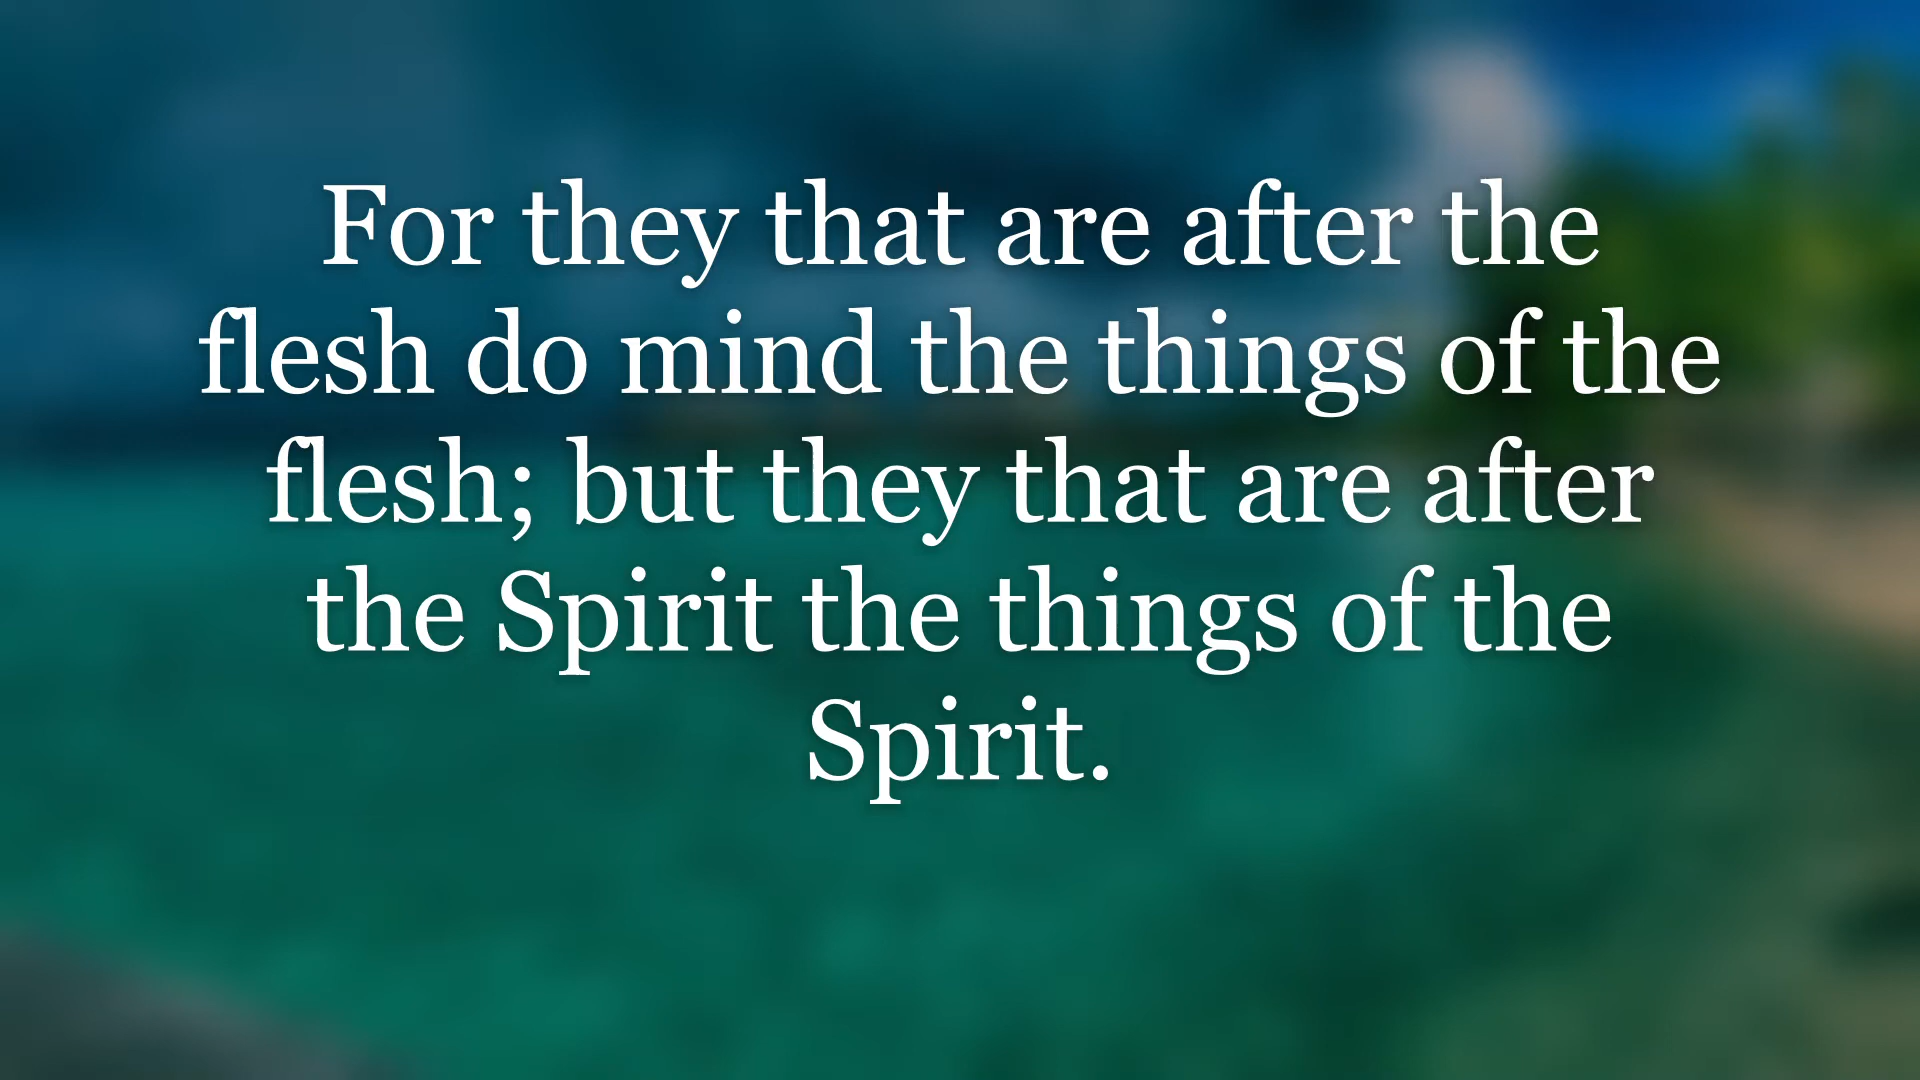 For they that are after the
flesh do mind the things of the
flesh; but they that are after
the Spirit the things of the
Spirit.